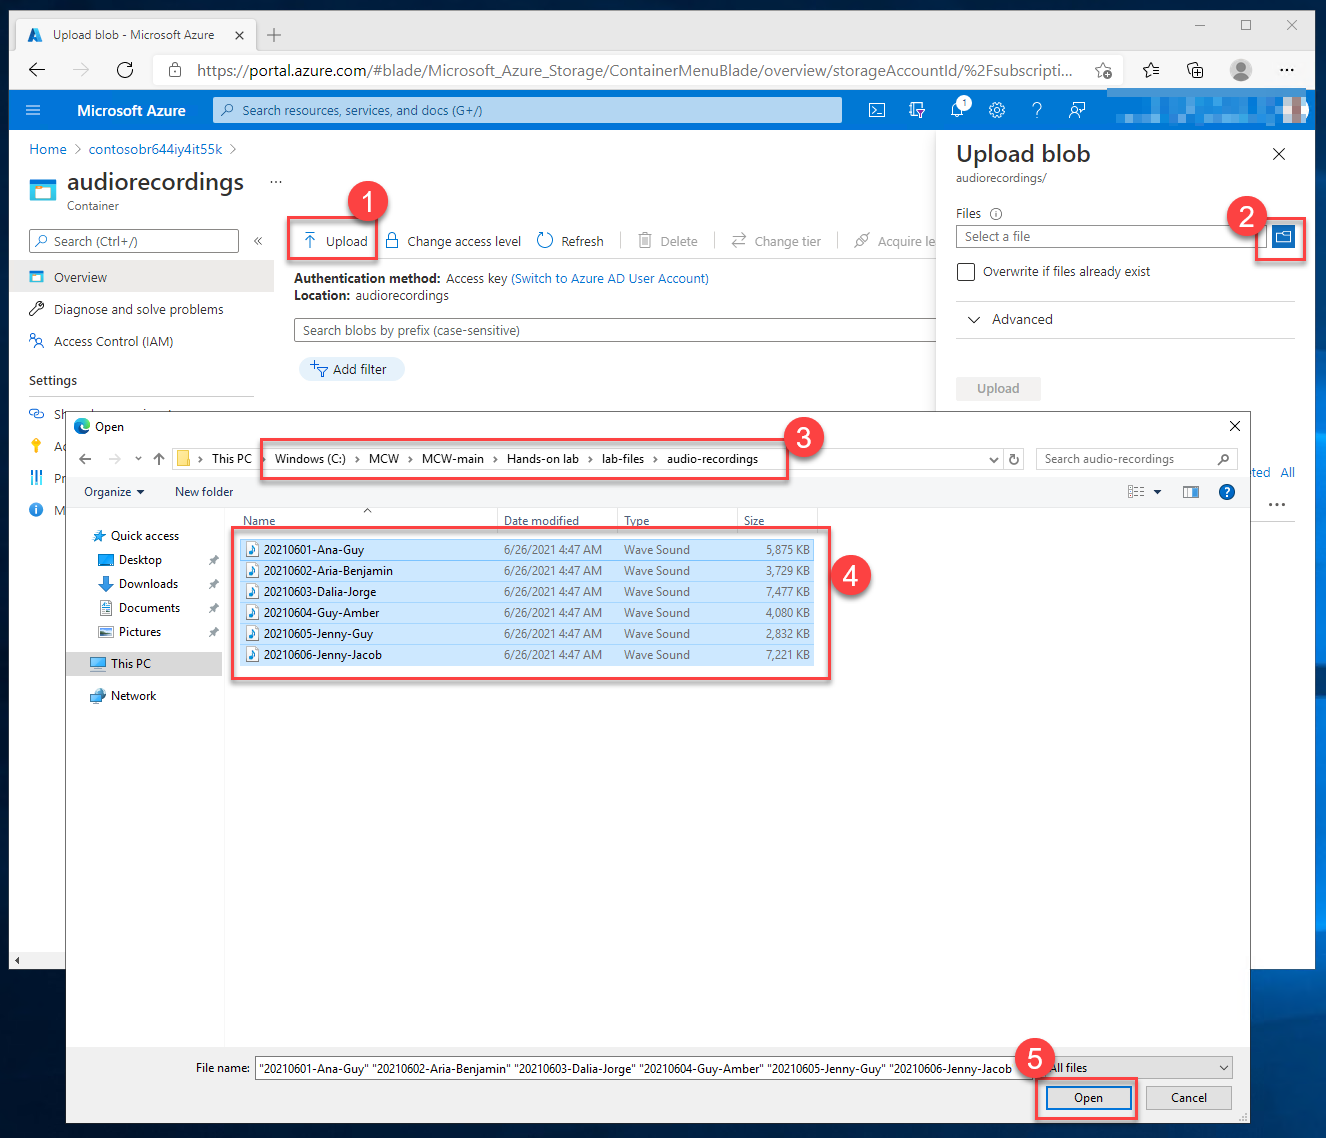 Upload blob - Microsoft Azure
https://portal.azure.com/#blade/Microsoft_Azure_Storage/ContainerMenuBlade/overview/storageAccountId/%2Fsubscripti...
Microsoft Azure
Search resources, services, and docs (G+/)
1
Home > contosobr644iy4it55k >
audiorecordings ...
Container
Search (Ctrl+/)
«
Overview
Diagnose and solve problems
Access Control (IAM)
Settings
1
Upload
Change access level
Refresh
Delete
Change tier
Acquire le
Authentication method: Access key (Switch to Azure AD User Account)
Location: audiorecordings
Search blobs by prefix (case-sensitive)
Add filter
Upload blob
audiorecordings/
Files
2
Select a file
Overwrite if files already exist
Advanced
Upload
All
Open
3
This PC > Windows (C:) > MCW > MCW-main > Hands-on lab > lab-files > audio-recordings
Search audio-recordings
Organize
New folder
Quick access
Desktop
Downloads
Documents
Pictures
This PC
Network
Name Date modified Type Size
20210601-Ana-Guy 6/26/2021 4:47 AM Wave Sound 5,875 KB
20210602-Aria-Benjamin 6/26/2021 4:47 AM Wave Sound 3,729 KB
20210603-Dalia-Jorge 6/26/2021 4:47 AM Wave Sound 7,477 KB
20210604-Guy-Amber 6/26/2021 4:47 AM Wave Sound 4,080 KB
20210605-Jenny-Guy 6/26/2021 4:47 AM Wave Sound 2,832 KB
20210606-Jenny-Jacob 6/26/2021 4:47 AM Wave Sound 7,221 KB
4
File name: "20210601-Ana-Guy" "20210602-Aria-Benjamin" "20210603-Dalia-Jorge" "20210604-Guy-Amber" "20210605-Jenny-Guy" "20210606-Jenny-Jacob
5
All files
Open
Cancel